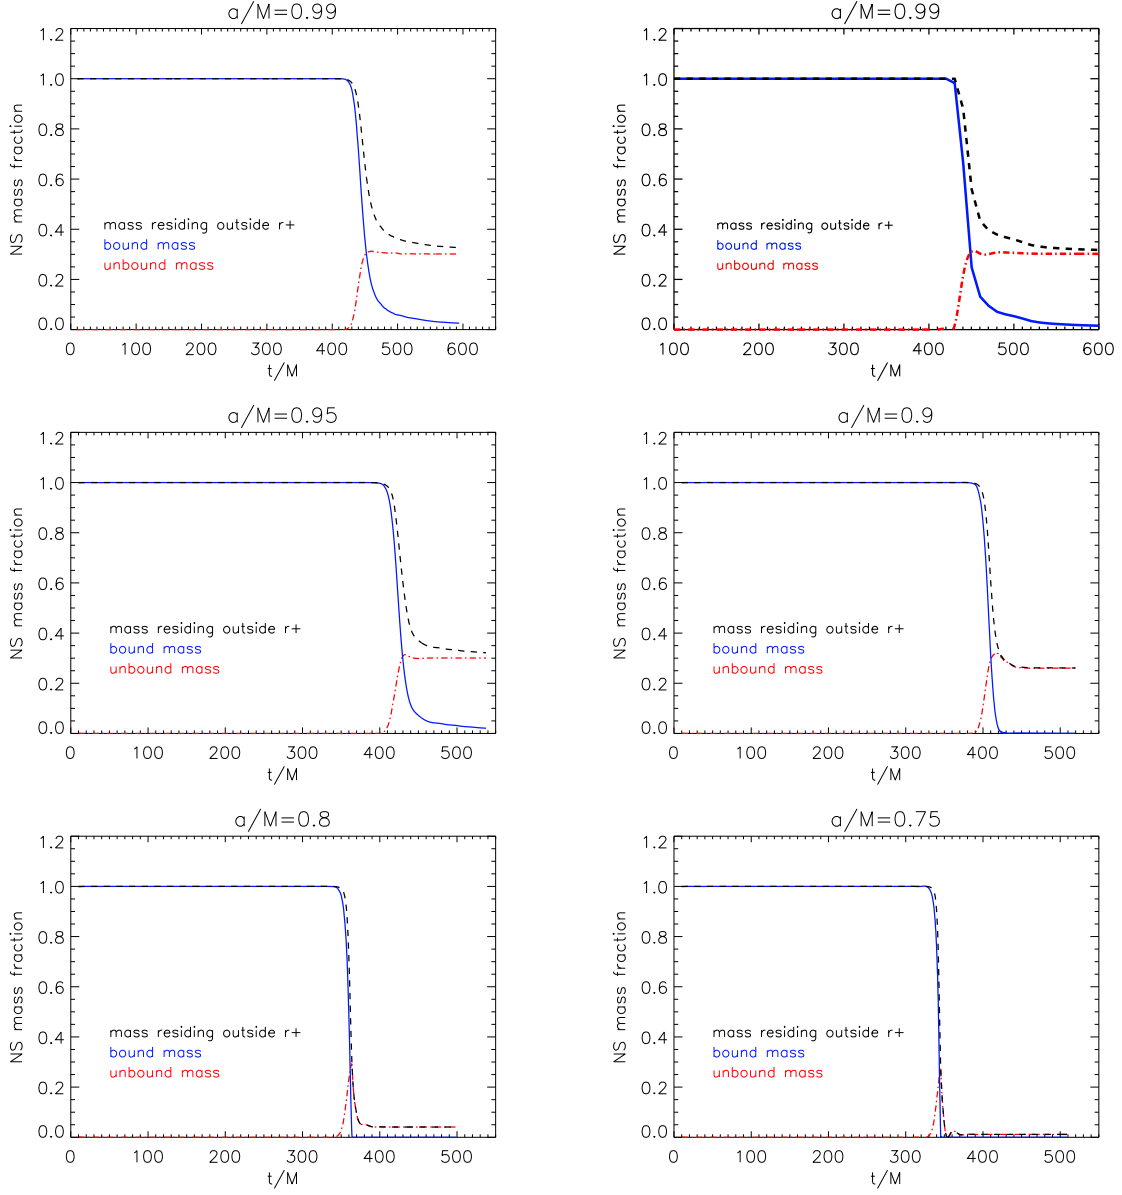 a/M=0.99
1.2
1.0
0.8
0.6
0.4
0.2
0.0
NS mass fraction
mass residing outside r+
bound mass
unbound mass
0 100 200 300 400 500 600
t/M
a/M=0.99
1.2
1.0
0.8
0.6
0.4
0.2
0.0
NS mass fraction
mass residing outside r+
bound mass
unbound mass
100 200 300 400 500 600
t/M
a/M=0.95
1.2
1.0
0.8
0.6
0.4
0.2
0.0
NS mass fraction
mass residing outside r+
bound mass
unbound mass
0 100 200 300 400 500
t/M
a/M=0.9
1.2
1.0
0.8
0.6
0.4
0.2
0.0
NS mass fraction
mass residing outside r+
bound mass
unbound mass
0 100 200 300 400 500
t/M
a/M=0.8
1.2
1.0
0.8
0.6
0.4
0.2
0.0
NS mass fraction
mass residing outside r+
bound mass
unbound mass
0 100 200 300 400 500
t/M
a/M=0.75
1.2
1.0
0.8
0.6
0.4
0.2
0.0
NS mass fraction
mass residing outside r+
bound mass
unbound mass
0 100 200 300 400 500
t/M